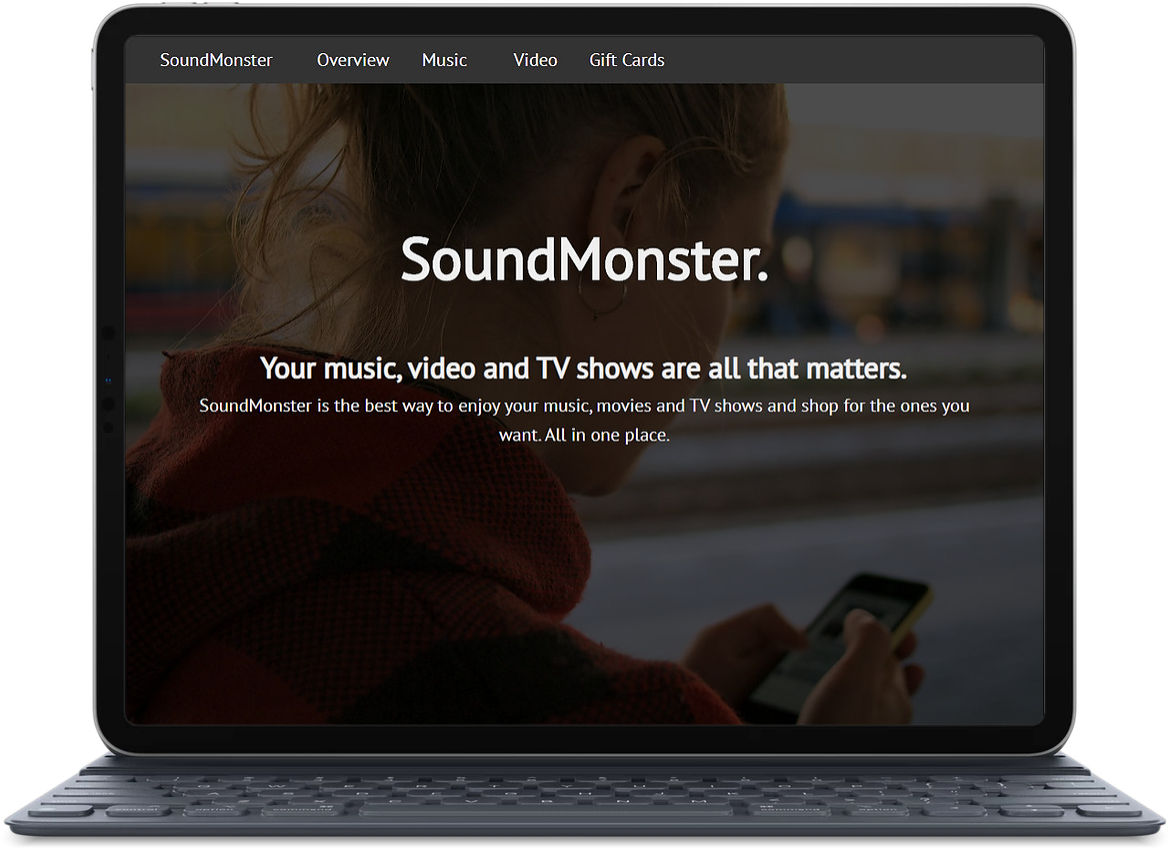 SoundMonster Overview Music Video Gift Cards
SoundMonster.
Your music, video and TV shows are all that matters.
SoundMonster is the best way to enjoy your music, movies and TV shows and shop for the ones you
want. All in one place.